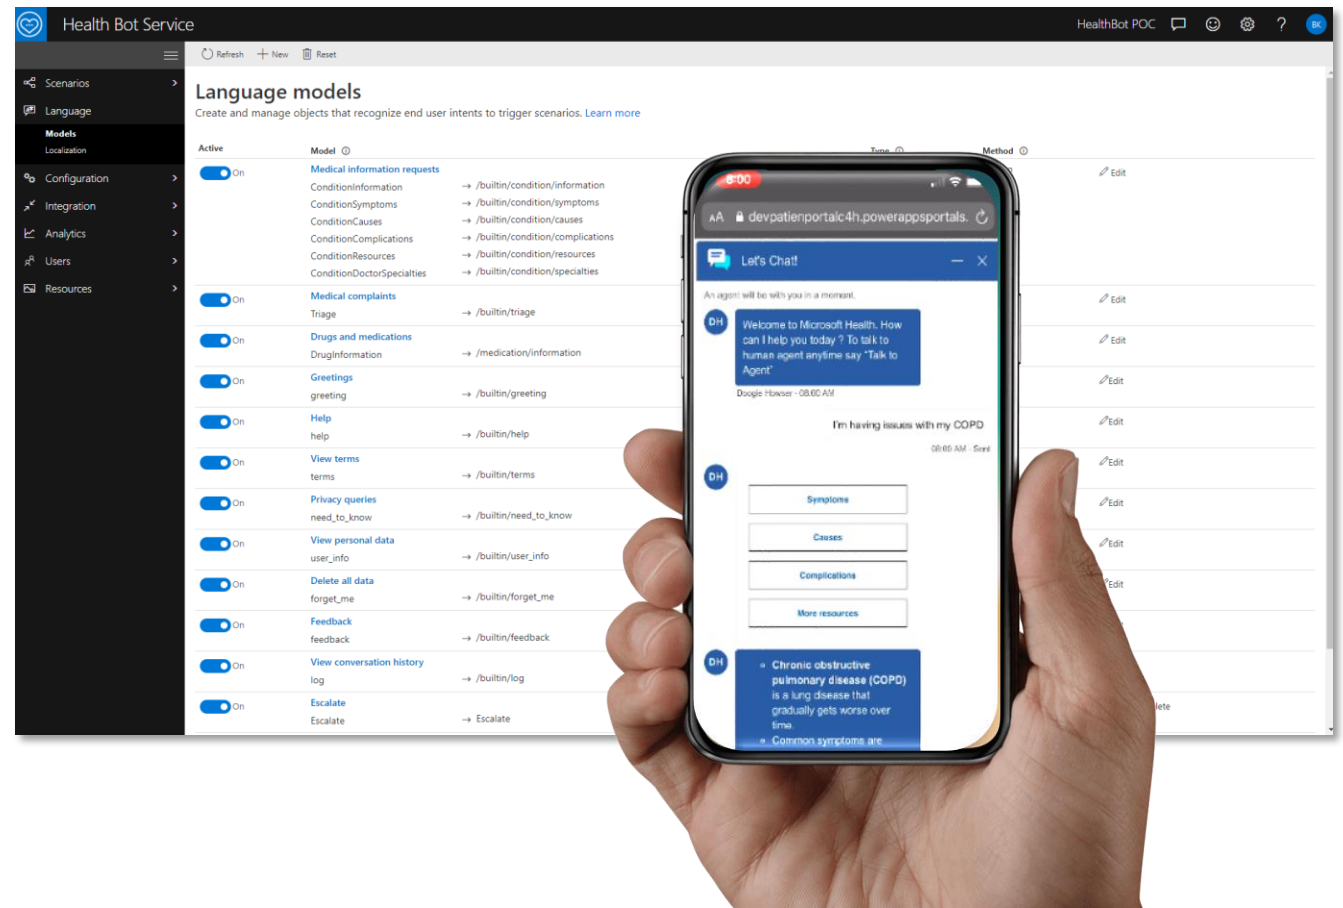 Health Bot Service
HealthBot POC
?
BK
Refresh
New
Reset
Scenarios
Language
Models
Localization
Configuration
Integration
Analytics
Users
Resources
Language models
Create and manage objects that recognize end user intents to trigger scenarios. Learn more
Active Model Type Method
On Medical information requests Edit
ConditionInformation → /builtin/condition/information
ConditionSymptoms → /builtin/condition/symptoms
ConditionCauses → /builtin/condition/causes
ConditionComplications → /builtin/condition/complications
ConditionResources → /builtin/condition/resources
ConditionDoctorSpecialties → /builtin/condition/specialties
On Medical complaints Edit
Triage → /builtin/triage
On Drugs and medications Edit
DrugInformation → /medication/information
On Greetings Edit
greeting → /builtin/greeting
On Help Edit
help → /builtin/help
On View terms Edit
terms → /builtin/terms
On Privacy queries Edit
need_to_know → /builtin/need_to_know
On View personal data Edit
user_info → /builtin/user_info
On Delete all data Edit
forget_me → /builtin/forget_me
On Feedback
feedback → /builtin/feedback
On View conversation history
log → /builtin/log
On Escalate
Escalate → Escalate
lete
8:00
AA devpatienportalc4h.powerappsportals.
Let's Chat!
An agent will be with you in a moment.
DH
Welcome to Microsoft Health. How
can I help you today ? To talk to
human agent anytime say "Talk to
Agent"
Doogie Howser - 08:00 AM
I'm having issues with my COPD
08:00 AM - Sent
DH
Symptoms
Causes
Complications
More resources
DH
Chronic obstructive
pulmonary disease (COPD)
is a lung disease that
gradually gets worse over
time.
Common symptoms are